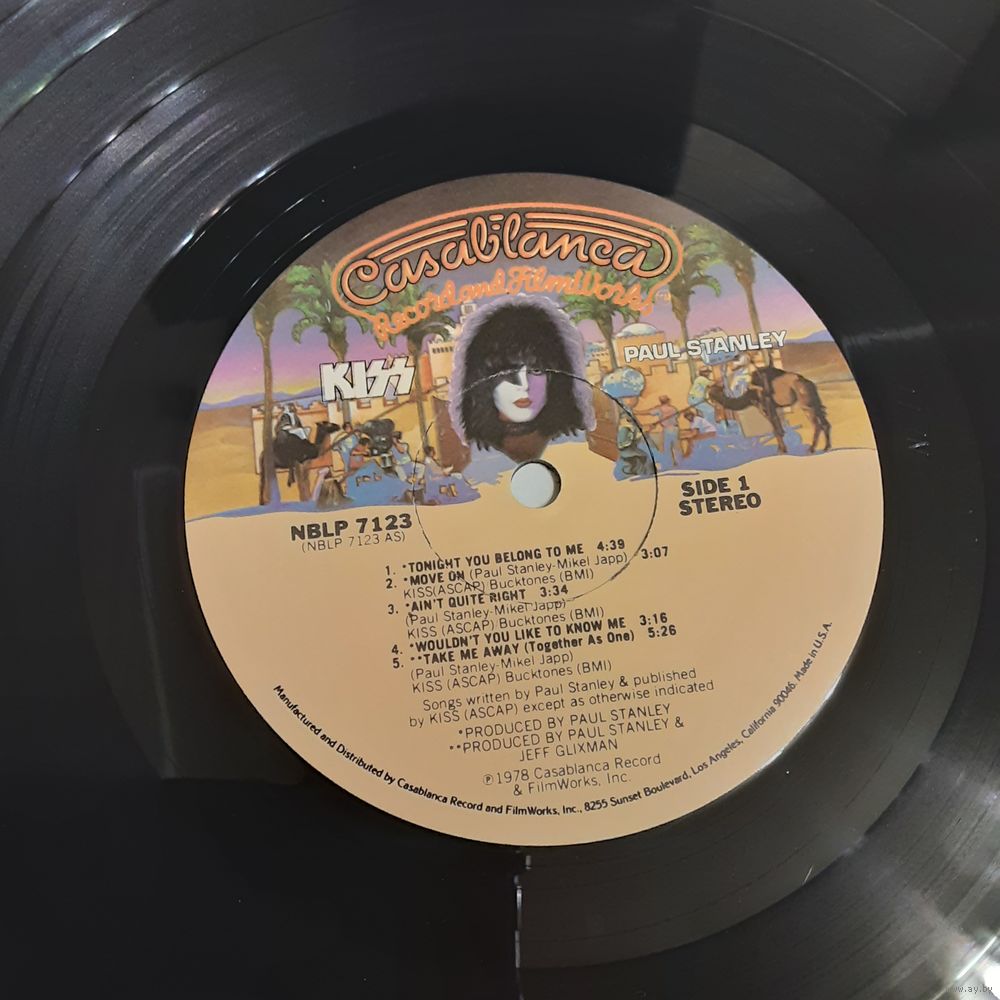 Casablanca
Record and FilmWorks
KISS
PAUL STANLEY
NBLP 7123
(NBLP 7123 AS)
SIDE 1
STEREO
1. *TONIGHT YOU BELONG TO ME 4:39
2. *MOVE ON (Paul Stanley-Mikel Japp) 3:07
KISS(ASCAP) Bucktones (BMI)
3. *AIN'T QUITE RIGHT 3:34
(Paul Stanley-Mikel Japp)
KISS (ASCAP) Bucktones (BMI)
4. *WOULDN'T YOU LIKE TO KNOW ME 3:16
5. **TAKE ME AWAY (Together As One) 5:26
(Paul Stanley-Mikel Japp)
KISS (ASCAP) Bucktones (BMI)
Songs written by Paul Stanley & published
by KISS (ASCAP) except as otherwise indicated
*PRODUCED BY PAUL STANLEY
**PRODUCED BY PAUL STANLEY &
JEFF GLIXMAN
℗1978 Casablanca Record
& FilmWorks, Inc.
Manufactured and Distributed by Casablanca Record and FilmWorks, Inc., 8255 Sunset Boulevard, Los Angeles, California 90046. Made in U.S.A.
www.ay.by